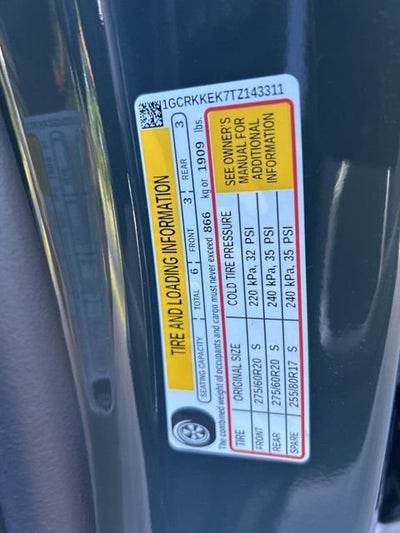 1GCRKKEK7TZ143311
TIRE AND LOADING INFORMATION
SEATING CAPACITY TOTAL 6 FRONT 3 REAR 3
The combined weight of occupants and cargo must never exceed 866 kg or 1909 lbs.
TIRE ORIGINAL SIZE COLD TIRE PRESSURE
FRONT 275/60R20 S 220 kPa, 32 PSI
REAR 275/60R20 S 240 kPa, 35 PSI
SPARE 255/80R17 S 240 kPa, 35 PSI
SEE OWNER'S
MANUAL FOR
ADDITIONAL
INFORMATION